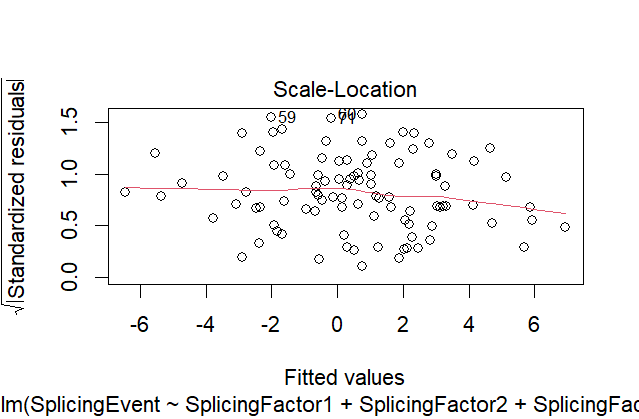 Scale-Location
√|Standardized residuals|
1.5
1.0
0.5
0.0
59
71
-6 -4 -2 0 2 4 6
Fitted values
lm(SplicingEvent ~ SplicingFactor1 + SplicingFactor2 + SplicingFac